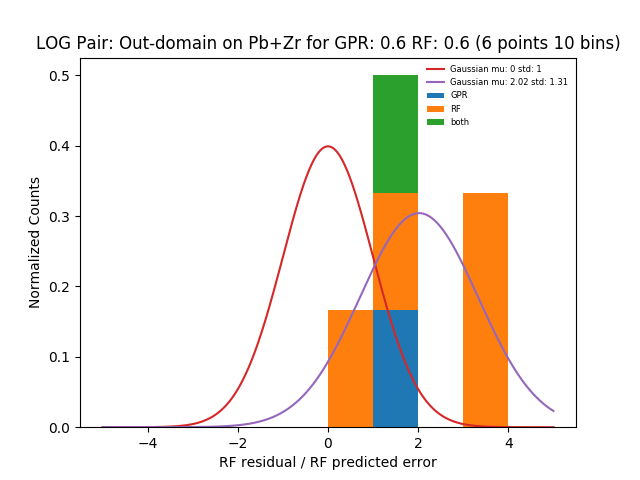 LOG Pair: Out-domain on Pb+Zr for GPR: 0.6 RF: 0.6 (6 points 10 bins)
Gaussian mu: 0 std: 1
Gaussian mu: 2.02 std: 1.31
GPR
RF
both
Normalized Counts
0.5
0.4
0.3
0.2
0.1
0.0
−4
−2
0
2
4
RF residual / RF predicted error